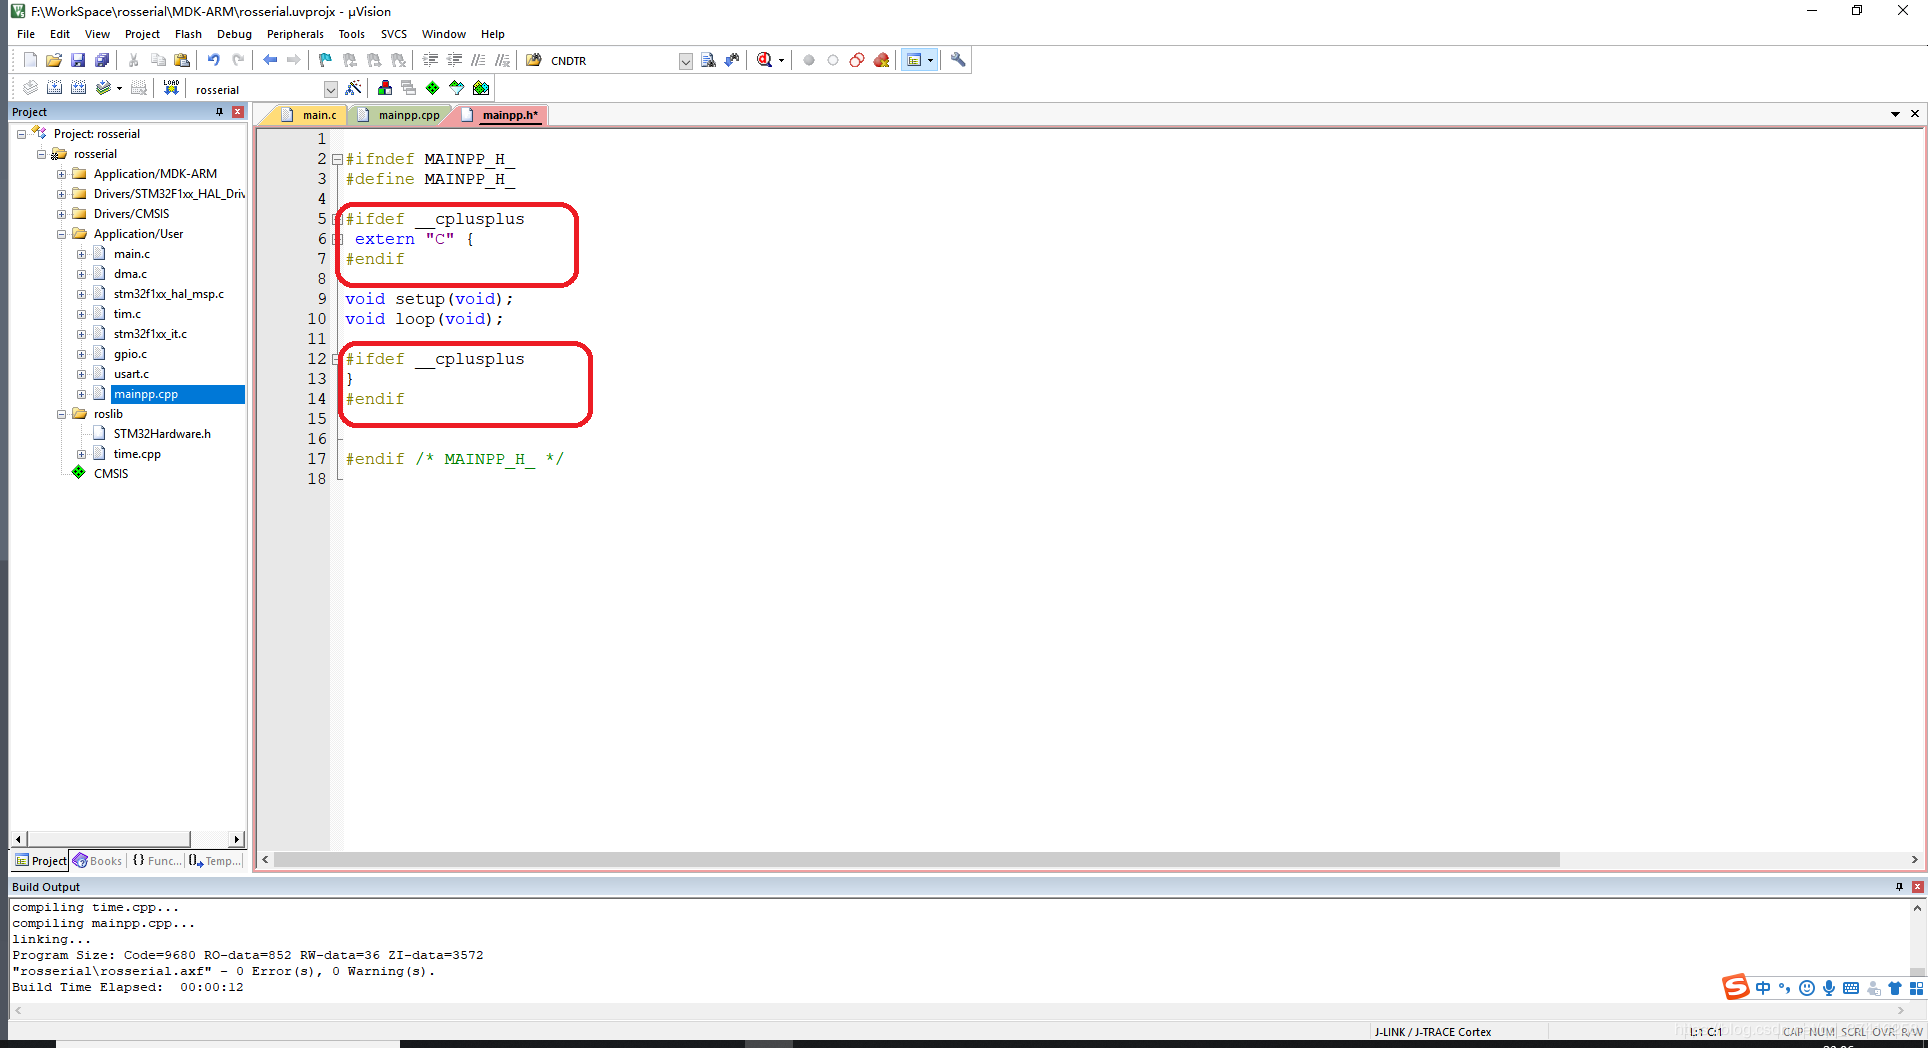 F:\WorkSpace\rosserial\MDK-ARM\rosserial.uvprojx - µVision
File Edit View Project Flash Debug Peripherals Tools SVCS Window Help
CNDTR
LOAD
rosserial
Project
main.c mainpp.cpp mainpp.h*
Project: rosserial
rosserial
Application/MDK-ARM
Drivers/STM32F1xx_HAL_Driv
Drivers/CMSIS
Application/User
main.c
dma.c
stm32f1xx_hal_msp.c
tim.c
stm32f1xx_it.c
gpio.c
usart.c
mainpp.cpp
roslib
STM32Hardware.h
time.cpp
CMSIS
1
2 #ifndef MAINPP_H_
3 #define MAINPP_H_
4
5 #ifdef __cplusplus
6 extern "C" {
7 #endif
8
9 void setup(void);
10 void loop(void);
11
12 #ifdef __cplusplus
13 }
14 #endif
15
16
17 #endif /* MAINPP_H_ */
18
Project Books {} Func... Temp...
Build Output
compiling time.cpp...
compiling mainpp.cpp...
linking...
Program Size: Code=9680 RO-data=852 RW-data=36 ZI-data=3572
"rosserial\rosserial.axf" - 0 Error(s), 0 Warning(s).
Build Time Elapsed:  00:00:12
中
J-LINK / J-TRACE Cortex L:1 C:1 CAP NUM SCRL OVR R/W